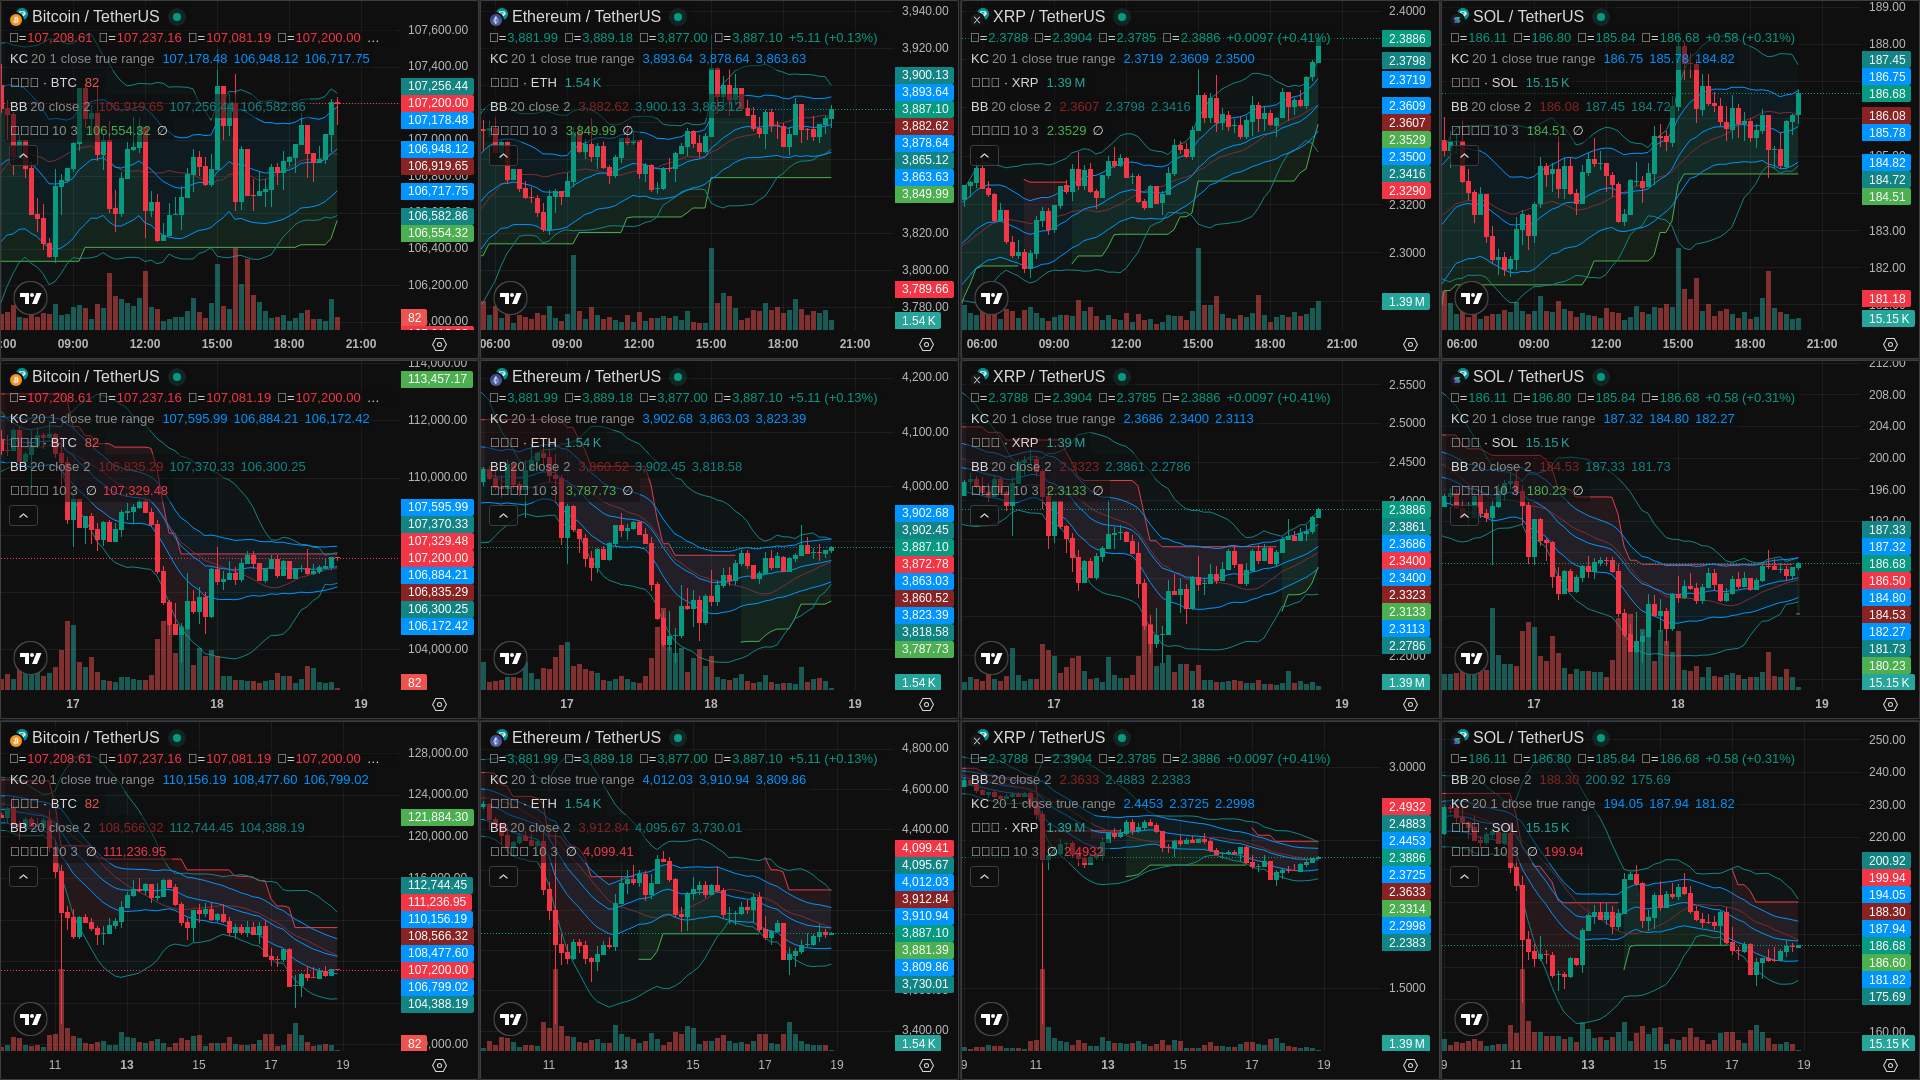 Bitcoin / TetherUS
□=107,208.61 □=107,237.16 □=107,081.19 □=107,200.00 …
KC 20 1 close true range 107,178.48 106,948.12 106,717.75
□□□ · BTC 82
BB 20 close 2 106,919.65 107,256.44 106,582.86
□□□□ 10 3 106,554.32 ∅
107,600.00
107,400.00
107,256.44
107,200.00
107,178.48
107,000.00
106,948.12
106,919.65
106,800.00
106,717.75
106,582.86
106,554.32
106,400.00
106,200.00
82
:00 09:00 12:00 15:00 18:00 21:00
Ethereum / TetherUS
□=3,881.99 □=3,889.18 □=3,877.00 □=3,887.10 +5.11 (+0.13%)
KC 20 1 close true range 3,893.64 3,878.64 3,863.63
□□□ · ETH 1.54 K
BB 20 close 2 3,882.62 3,900.13 3,865.12
□□□□ 10 3 3,849.99 ∅
3,940.00
3,920.00
3,900.13
3,893.64
3,887.10
3,882.62
3,878.64
3,865.12
3,863.63
3,849.99
3,820.00
3,800.00
3,789.66
3,780.00
1.54 K
06:00 09:00 12:00 15:00 18:00 21:00
XRP / TetherUS
□=2.3788 □=2.3904 □=2.3785 □=2.3886 +0.0097 (+0.41%)
KC 20 1 close true range 2.3719 2.3609 2.3500
□□□ · XRP 1.39 M
BB 20 close 2 2.3607 2.3798 2.3416
□□□□ 10 3 2.3529 ∅
2.4000
2.3886
2.3798
2.3719
2.3609
2.3607
2.3529
2.3500
2.3416
2.3290
2.3200
2.3000
1.39 M
06:00 09:00 12:00 15:00 18:00 21:00
SOL / TetherUS
□=186.11 □=186.80 □=185.84 □=186.68 +0.58 (+0.31%)
KC 20 1 close true range 186.75 185.78 184.82
□□□ · SOL 15.15 K
BB 20 close 2 186.08 187.45 184.72
□□□□ 10 3 184.51 ∅
189.00
188.00
187.45
186.75
186.68
186.08
185.78
184.82
184.72
184.51
183.00
182.00
181.18
15.15 K
06:00 09:00 12:00 15:00 18:00 21:00
Bitcoin / TetherUS
□=107,208.61 □=107,237.16 □=107,081.19 □=107,200.00 …
KC 20 1 close true range 107,595.99 106,884.21 106,172.42
□□□ · BTC 82
BB 20 close 2 106,835.29 107,370.33 106,300.25
□□□□ 10 3 ∅ 107,329.48
114,000.00
113,457.17
112,000.00
110,000.00
107,595.99
107,370.33
107,329.48
107,200.00
106,884.21
106,835.29
106,300.25
106,172.42
104,000.00
82
17 18 19
Ethereum / TetherUS
□=3,881.99 □=3,889.18 □=3,877.00 □=3,887.10 +5.11 (+0.13%)
KC 20 1 close true range 3,902.68 3,863.03 3,823.39
□□□ · ETH 1.54 K
BB 20 close 2 3,860.52 3,902.45 3,818.58
□□□□ 10 3 3,787.73 ∅
4,200.00
4,100.00
4,000.00
3,902.68
3,902.45
3,887.10
3,872.78
3,863.03
3,860.52
3,823.39
3,818.58
3,787.73
1.54 K
17 18 19
XRP / TetherUS
□=2.3788 □=2.3904 □=2.3785 □=2.3886 +0.0097 (+0.41%)
KC 20 1 close true range 2.3686 2.3400 2.3113
□□□ · XRP 1.39 M
BB 20 close 2 2.3323 2.3861 2.2786
□□□□ 10 3 2.3133 ∅
2.5500
2.5000
2.4500
2.4000
2.3886
2.3861
2.3686
2.3400
2.3400
2.3323
2.3133
2.3113
2.2786
2.2000
1.39 M
17 18 19
SOL / TetherUS
□=186.11 □=186.80 □=185.84 □=186.68 +0.58 (+0.31%)
KC 20 1 close true range 187.32 184.80 182.27
□□□ · SOL 15.15 K
BB 20 close 2 184.53 187.33 181.73
□□□□ 10 3 180.23 ∅
212.00
208.00
204.00
200.00
196.00
192.00
187.33
187.32
186.68
186.50
184.80
184.53
182.27
181.73
180.23
15.15 K
17 18 19
Bitcoin / TetherUS
□=107,208.61 □=107,237.16 □=107,081.19 □=107,200.00 …
KC 20 1 close true range 110,156.19 108,477.60 106,799.02
□□□ · BTC 82
BB 20 close 2 108,566.32 112,744.45 104,388.19
□□□□ 10 3 ∅ 111,236.95
128,000.00
124,000.00
121,884.30
120,000.00
116,000.00
112,744.45
111,236.95
110,156.19
108,566.32
108,477.60
107,200.00
106,799.02
104,388.19
82
11 13 15 17 19
Ethereum / TetherUS
□=3,881.99 □=3,889.18 □=3,877.00 □=3,887.10 +5.11 (+0.13%)
KC 20 1 close true range 4,012.03 3,910.94 3,809.86
□□□ · ETH 1.54 K
BB 20 close 2 3,912.84 4,095.67 3,730.01
□□□□ 10 3 ∅ 4,099.41
4,800.00
4,600.00
4,400.00
4,099.41
4,095.67
4,012.03
3,912.84
3,910.94
3,887.10
3,881.39
3,809.86
3,730.01
3,400.00
1.54 K
11 13 15 17 19
XRP / TetherUS
□=2.3788 □=2.3904 □=2.3785 □=2.3886 +0.0097 (+0.41%)
BB 20 close 2 2.3633 2.4883 2.2383
KC 20 1 close true range 2.4453 2.3725 2.2998
□□□ · XRP 1.39 M
□□□□ 10 3 ∅ 2.4932
3.0000
2.4932
2.4883
2.4453
2.3886
2.3725
2.3633
2.3314
2.2998
2.2383
1.5000
1.39 M
9 11 13 15 17 19
SOL / TetherUS
□=186.11 □=186.80 □=185.84 □=186.68 +0.58 (+0.31%)
BB 20 close 2 188.30 200.92 175.69
KC 20 1 close true range 194.05 187.94 181.82
□□□ · SOL 15.15 K
□□□□ 10 3 ∅ 199.94
250.00
240.00
230.00
220.00
200.92
199.94
194.05
188.30
187.94
186.68
186.60
181.82
175.69
160.00
15.15 K
9 11 13 15 17 19